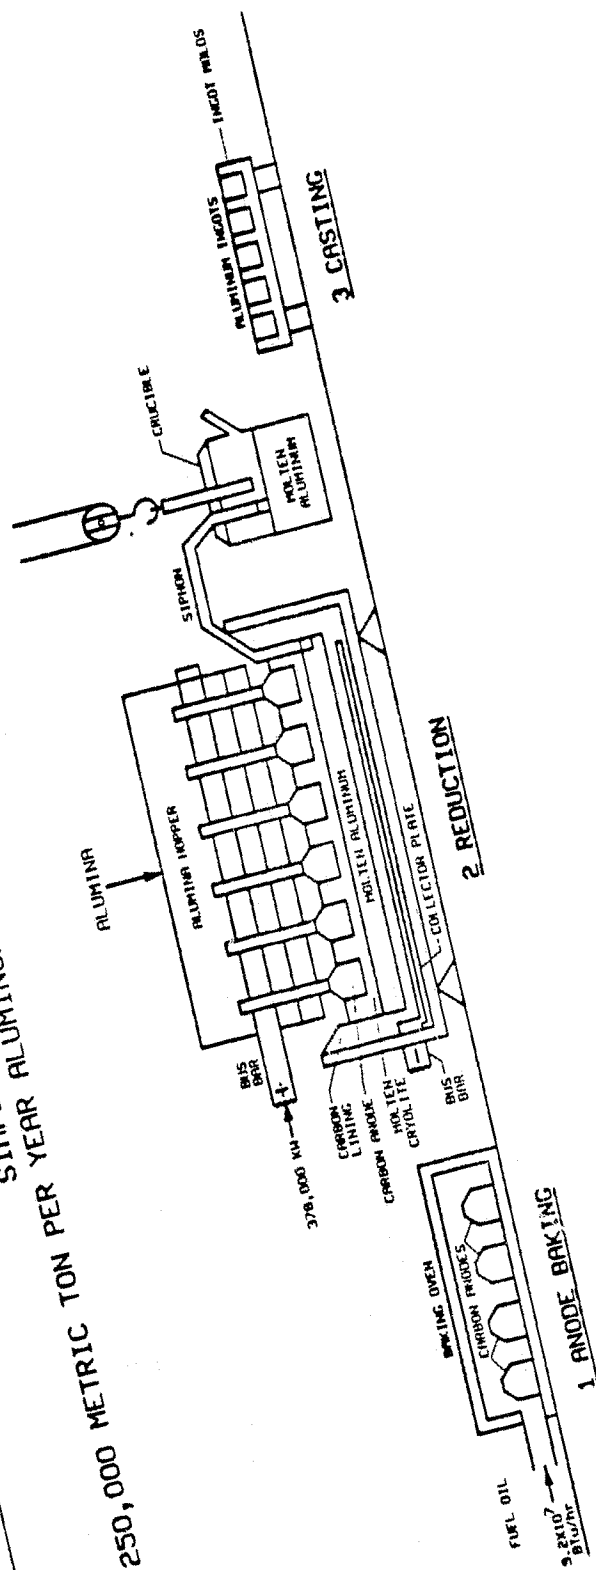 250,000 METRIC TON PER YEAR
INGOT MOLDS
ALUMINUM INGOTS
3 CASTING
CRUCIBLE
MOLTEN
ALUMINUM
SIPHON
ALUMINA
ALUMINA HOPPER
MOLTEN ALUMINUM
COLLECTOR PLATE
2 REDUCTION
BUS
BAR
+
378,000 KW
CARBON
LINING
CARBON ANODE
MOLTEN
CRYOLITE
-
BUS
BAR
BAKING OVEN
CARBON ANODES
1 ANODE BAKING
FUEL OIL
9.2X10⁷
BTU/hr